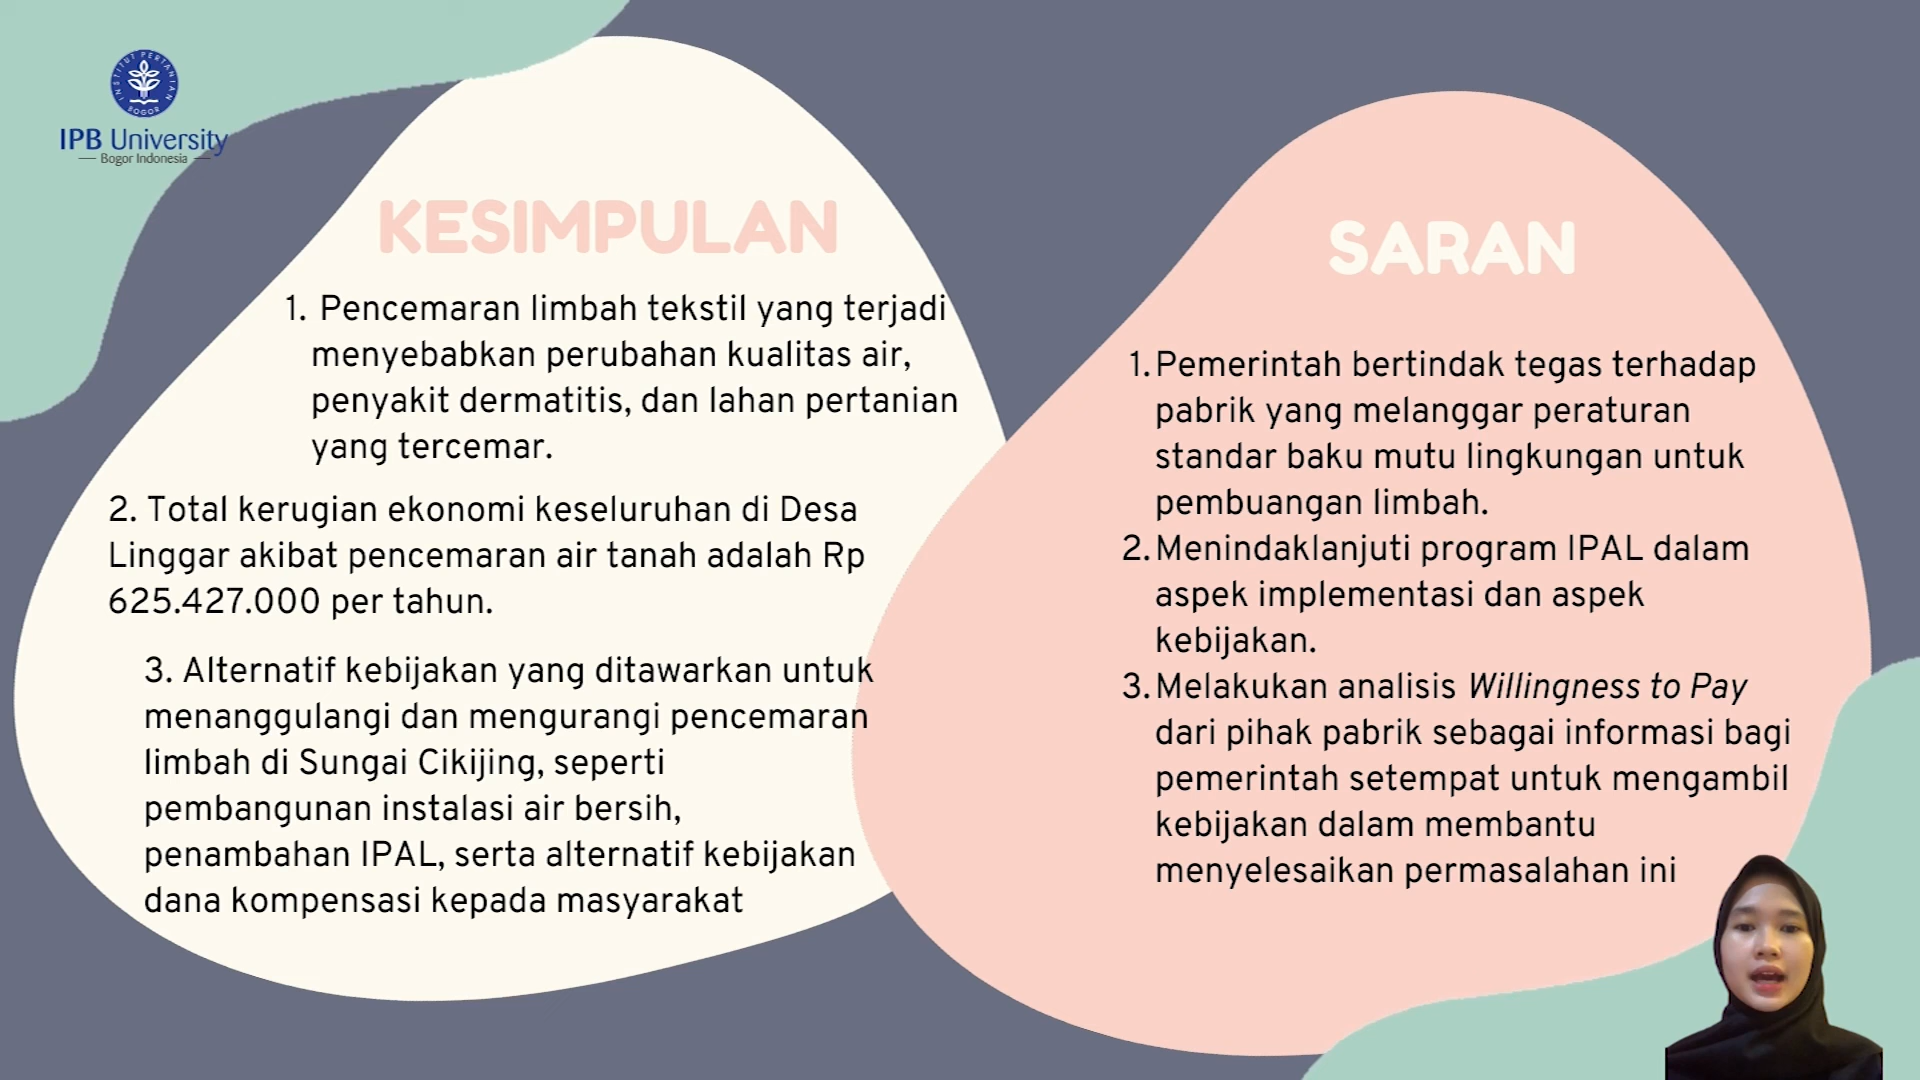 INSTITUT PERTANIAN
BOGOR
IPB University
Bogor Indonesia
KESIMPULAN
1. Pencemaran limbah tekstil yang terjadi
menyebabkan perubahan kualitas air,
penyakit dermatitis, dan lahan pertanian
yang tercemar.
2. Total kerugian ekonomi keseluruhan di Desa
Linggar akibat pencemaran air tanah adalah Rp
625.427.000 per tahun.
3. Alternatif kebijakan yang ditawarkan untuk
menanggulangi dan mengurangi pencemaran
limbah di Sungai Cikijing, seperti
pembangunan instalasi air bersih,
penambahan IPAL, serta alternatif kebijakan
dana kompensasi kepada masyarakat
SARAN
1. Pemerintah bertindak tegas terhadap
pabrik yang melanggar peraturan
standar baku mutu lingkungan untuk
pembuangan limbah.
2. Menindaklanjuti program IPAL dalam
aspek implementasi dan aspek
kebijakan.
3. Melakukan analisis Willingness to Pay
dari pihak pabrik sebagai informasi bagi
pemerintah setempat untuk mengambil
kebijakan dalam membantu
menyelesaikan permasalahan ini